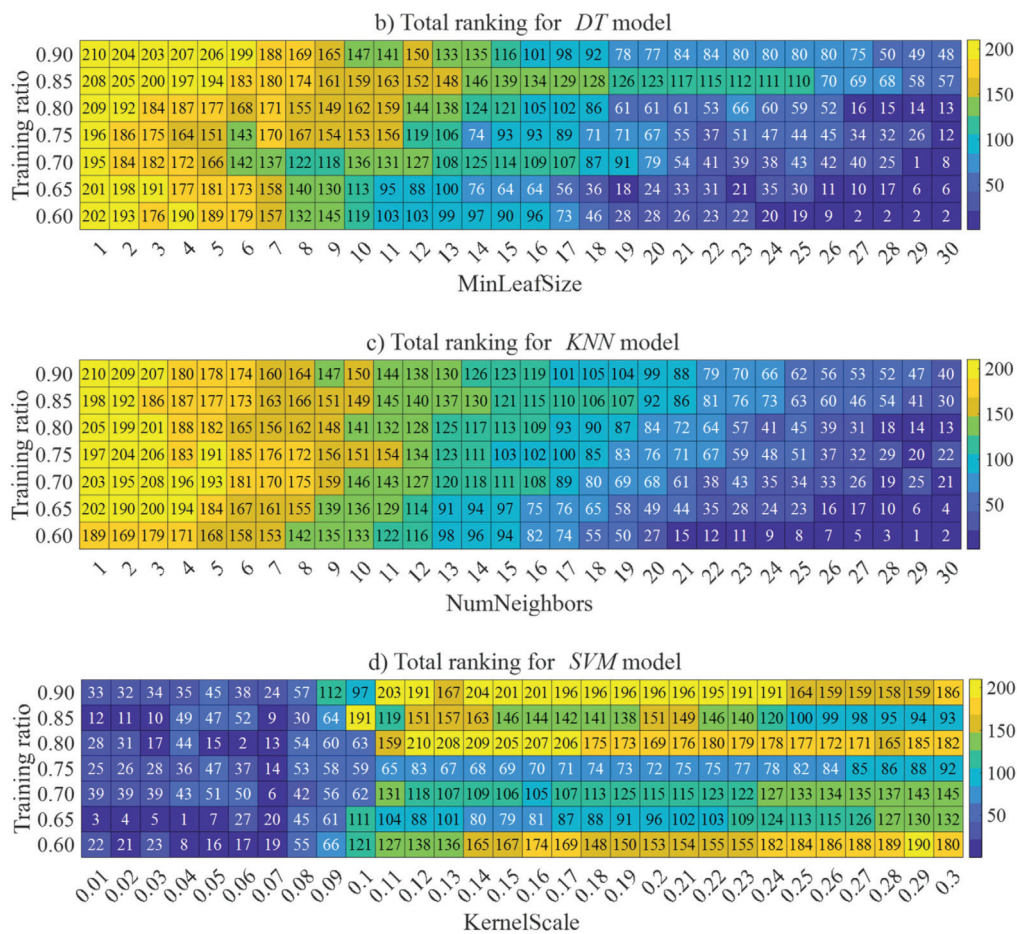 b) Total ranking for DT model
Training ratio
0.90 210 204 203 207 206 199 188 169 165 147 141 150 133 135 116 101 98 92 78 77 84 84 80 80 80 80 75 50 49 48 200
0.85 208 205 200 197 194 183 180 174 161 159 163 152 148 146 139 134 129 128 126 123 117 115 112 111 110 70 69 68 58 57
0.80 209 192 184 187 177 168 171 155 149 162 159 144 138 124 121 105 102 86 61 61 61 53 66 60 59 52 16 15 14 13 150
0.75 196 186 175 164 151 143 170 167 154 153 156 119 106 74 93 93 89 71 71 67 55 37 51 47 44 45 34 32 26 12 100
0.70 195 184 182 172 166 142 137 122 118 136 131 127 108 125 114 109 107 87 91 79 54 41 39 38 43 42 40 25 1 8
0.65 201 198 191 177 181 173 158 140 130 113 95 88 100 76 64 64 56 36 18 24 33 31 21 35 30 11 10 17 6 6 50
0.60 202 193 176 190 189 179 157 132 145 119 103 103 99 97 90 96 73 46 28 28 26 23 22 20 19 9 2 2 2 2
1 2 3 4 5 6 7 8 9 10 11 12 13 14 15 16 17 18 19 20 21 22 23 24 25 26 27 28 29 30
MinLeafSize
c) Total ranking for KNN model
Training ratio
0.90 210 209 207 180 178 174 160 164 147 150 144 138 130 126 123 119 101 105 104 99 88 79 70 66 62 56 53 52 47 40 200
0.85 198 192 186 187 177 173 163 166 151 149 145 140 137 130 121 115 110 106 107 92 86 81 76 73 63 60 46 54 41 30
0.80 205 199 201 188 182 165 156 162 148 141 132 128 125 117 113 109 93 90 87 84 72 64 57 41 45 39 31 18 14 13 150
0.75 197 204 206 183 191 185 176 172 156 151 154 134 123 111 103 102 100 85 83 76 71 67 59 48 51 37 32 29 20 22 100
0.70 203 195 208 196 193 181 170 175 159 146 143 127 120 118 111 108 89 80 69 68 61 38 43 35 34 33 26 19 25 21
0.65 202 190 200 194 184 167 161 155 139 136 129 114 91 94 97 75 76 65 58 49 44 35 28 24 23 16 17 10 6 4 50
0.60 189 169 179 171 168 158 153 142 135 133 122 116 98 96 94 82 74 55 50 27 15 12 11 9 8 7 5 3 1 2
1 2 3 4 5 6 7 8 9 10 11 12 13 14 15 16 17 18 19 20 21 22 23 24 25 26 27 28 29 30
NumNeighbors
d) Total ranking for SVM model
Training ratio
0.90 33 32 34 35 45 38 24 57 112 97 203 191 167 204 201 201 196 196 196 196 196 195 191 191 164 159 159 158 159 186 200
0.85 12 11 10 49 47 52 9 30 64 191 119 151 157 163 146 144 142 141 138 151 149 146 140 120 100 99 98 95 94 93
0.80 28 31 17 44 15 2 13 54 60 63 159 210 208 209 205 207 206 175 173 169 176 180 179 178 177 172 171 165 185 182 150
0.75 25 26 28 36 47 37 14 53 58 59 65 83 67 68 69 70 71 74 73 72 75 75 77 78 82 84 85 86 88 92 100
0.70 39 39 39 43 51 50 6 42 56 62 131 118 107 109 106 105 107 113 125 115 115 123 122 127 133 134 135 137 143 145
0.65 3 4 5 1 7 27 20 45 61 111 104 88 101 80 79 81 87 88 91 96 102 103 109 124 113 115 126 127 130 132 50
0.60 22 21 23 8 16 17 19 55 66 121 127 138 136 165 167 174 169 148 150 153 154 155 155 182 184 186 188 189 190 180
0.01 0.02 0.03 0.04 0.05 0.06 0.07 0.08 0.09 0.1 0.11 0.12 0.13 0.14 0.15 0.16 0.17 0.18 0.19 0.2 0.21 0.22 0.23 0.24 0.25 0.26 0.27 0.28 0.29 0.3
KernelScale